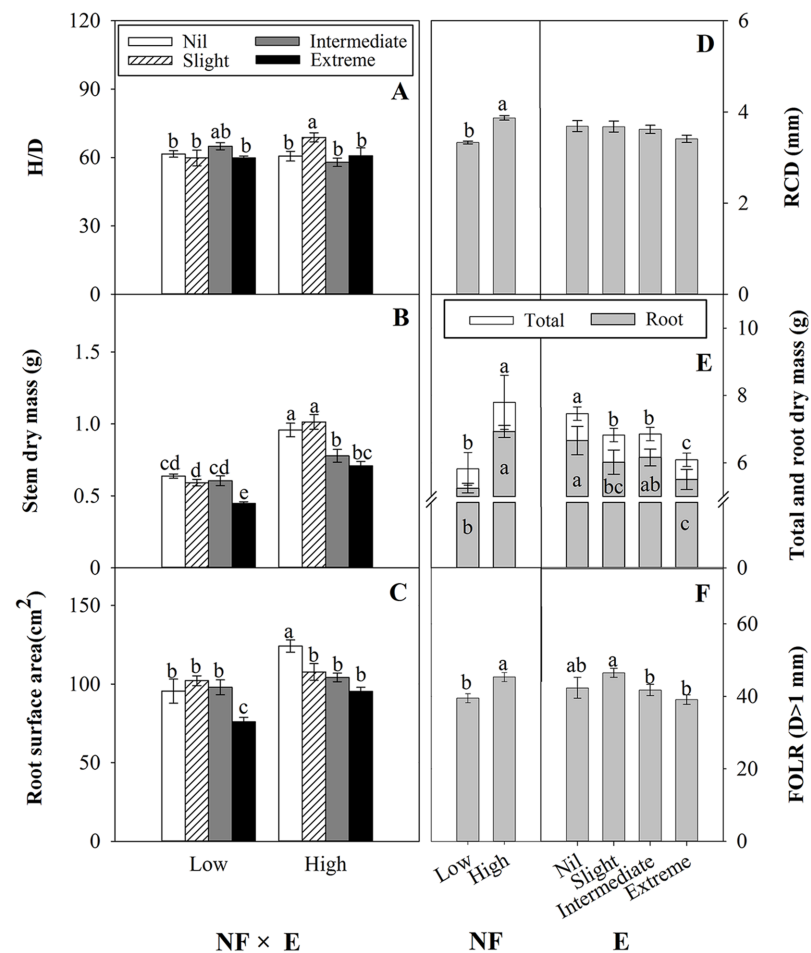 120
90
60
30
0
H/D
Nil
Intermediate
Slight
Extreme
A
b b ab b
b a b b
D
b a
6
4
2
0
RCD (mm)
1.5
1.0
0.5
0
Stem dry mass (g)
B
cd d cd e
a a b bc
Total
Root
E
b a
b a
a b b c
a bc ab c
10
8
6
0
Total and root dry mass (g)
150
100
50
0
Root surface area(cm2)
C
b b b c
a b b b
F
b a
ab a b b
60
40
20
0
FOLR (D>1 mm)
Low
High
Low
High
Nil
Slight
Intermediate
Extreme
NF × E
NF
E